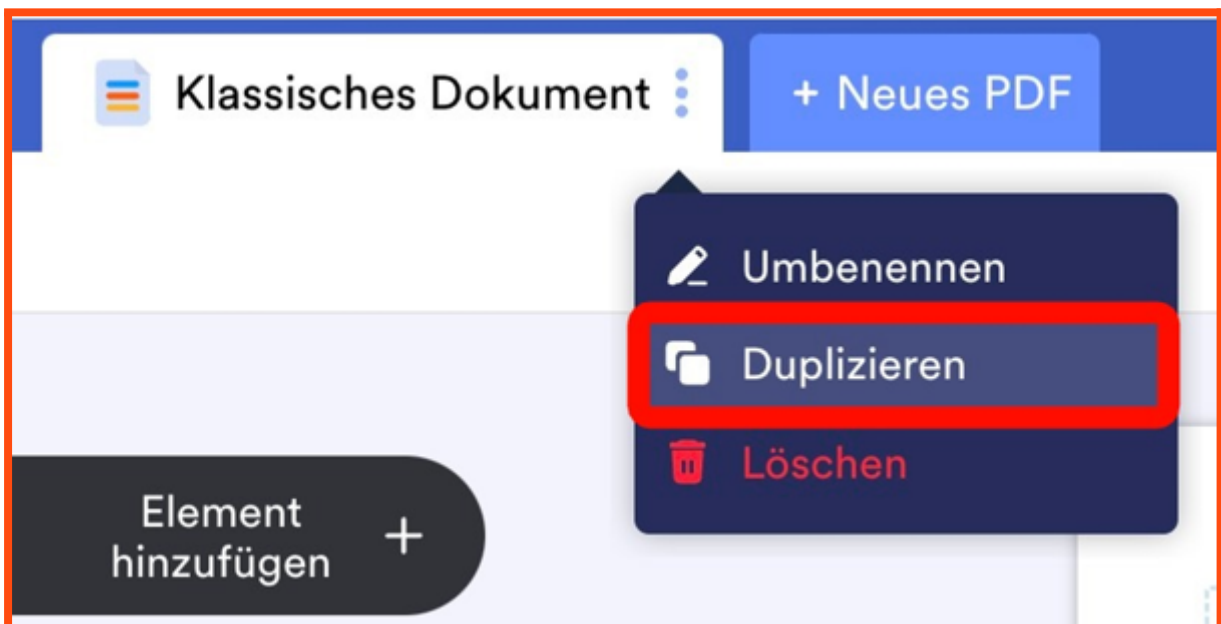 Klassisches Dokument
+ Neues PDF
Umbenennen
Duplizieren
Löschen
Element
hinzufügen +